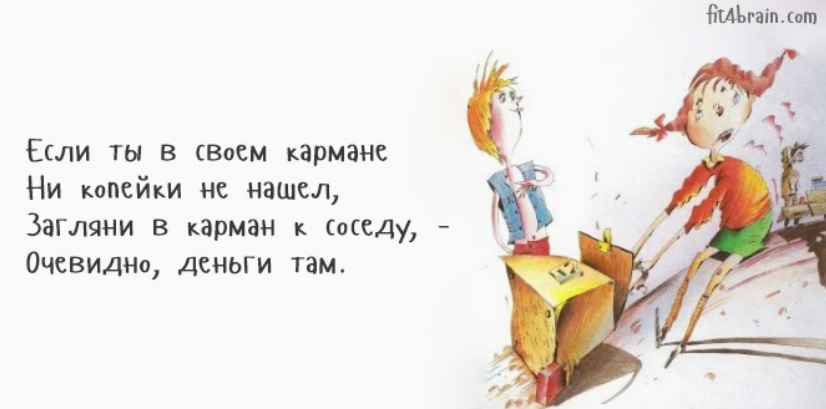 fit4brain.com
Если ты в своем кармане
Ни копейки не нашел,
Загляни в карман к соседу, -
Очевидно, деньги там.